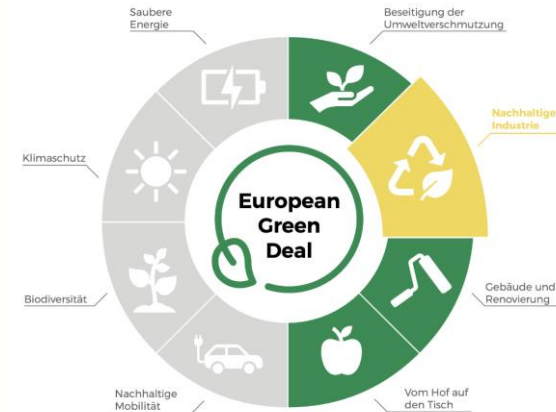 Saubere
Energie
Beseitigung der
Umweltverschmutzung
Nachhaltige
Industrie
Klimaschutz
European
Green
Deal
Biodiversität
Gebäude und
Renovierung
Nachhaltige
Mobilität
Vom Hof auf
den Tisch